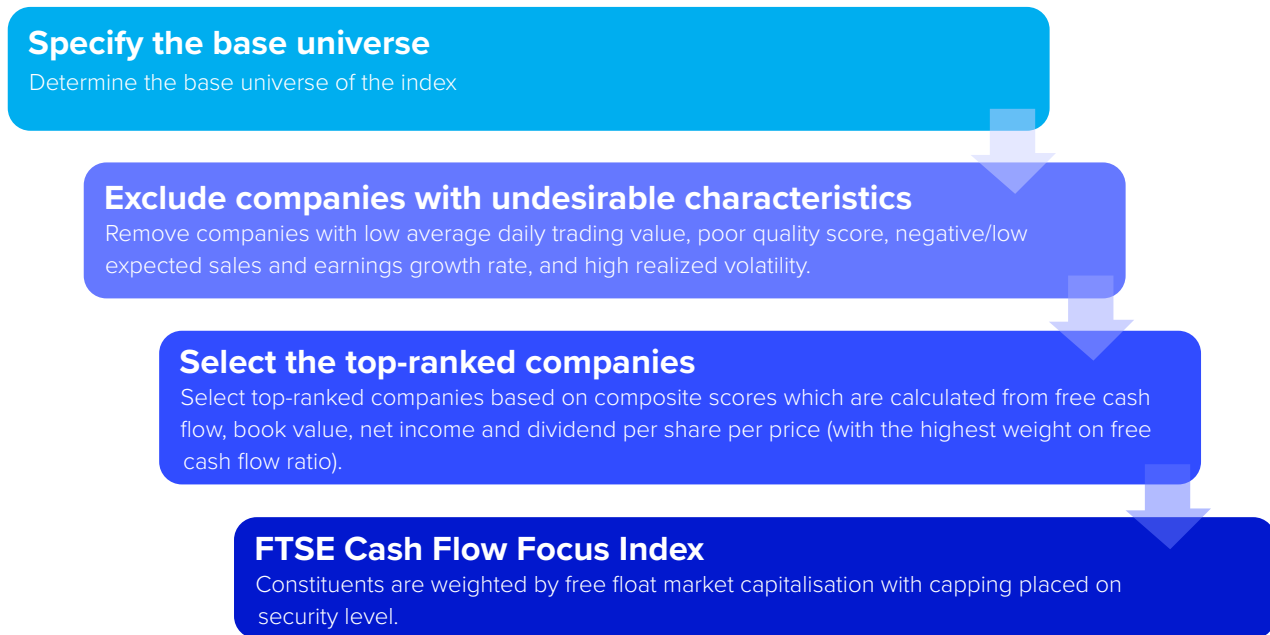 Specify the base universe
Determine the base universe of the index
Exclude companies with undesirable characteristics
Remove companies with low average daily trading value, poor quality score, negative/low
expected sales and earnings growth rate, and high realized volatility.
Select the top-ranked companies
Select top-ranked companies based on composite scores which are calculated from free cash
flow, book value, net income and dividend per share per price (with the highest weight on free
cash flow ratio).
FTSE Cash Flow Focus Index
Constituents are weighted by free float market capitalisation with capping placed on
security level.